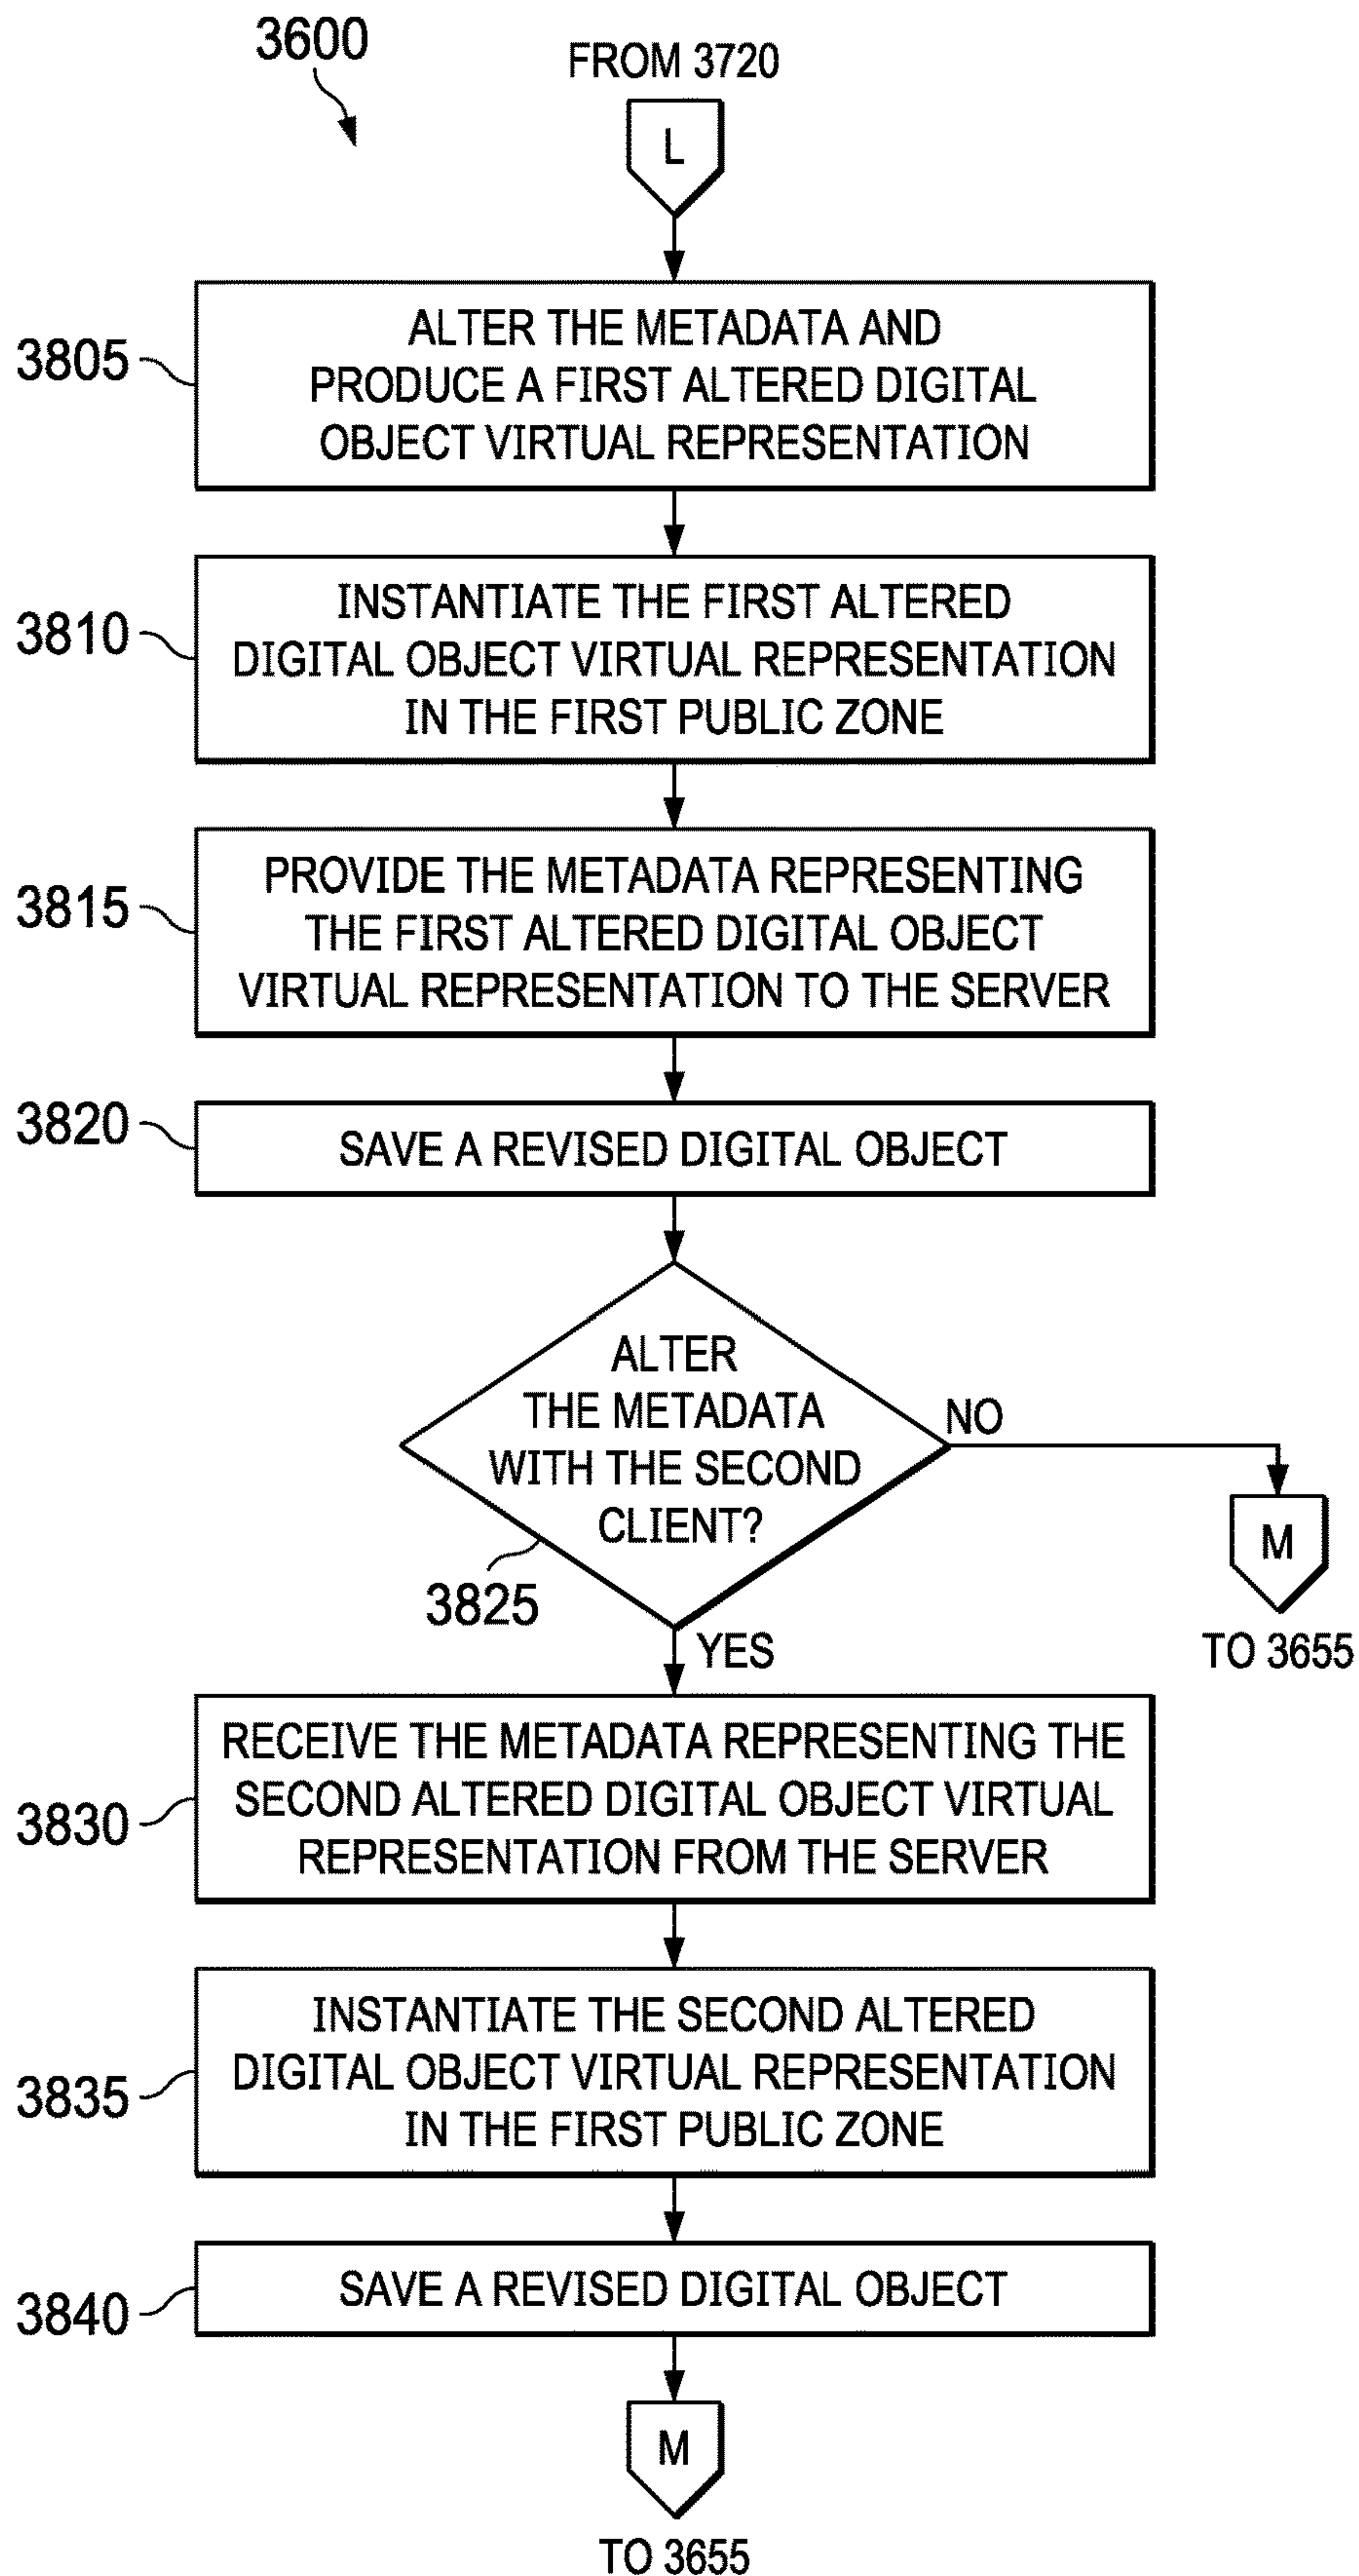 3600
FROM 3720
L
3805
ALTER THE METADATA AND
PRODUCE A FIRST ALTERED DIGITAL
OBJECT VIRTUAL REPRESENTATION
3810
INSTANTIATE THE FIRST ALTERED
DIGITAL OBJECT VIRTUAL REPRESENTATION
IN THE FIRST PUBLIC ZONE
3815
PROVIDE THE METADATA REPRESENTING
THE FIRST ALTERED DIGITAL OBJECT
VIRTUAL REPRESENTATION TO THE SERVER
3820
SAVE A REVISED DIGITAL OBJECT
ALTER
THE METADATA
WITH THE SECOND
CLIENT?
3825
NO
M
TO 3655
YES
3830
RECEIVE THE METADATA REPRESENTING THE
SECOND ALTERED DIGITAL OBJECT VIRTUAL
REPRESENTATION FROM THE SERVER
3835
INSTANTIATE THE SECOND ALTERED
DIGITAL OBJECT VIRTUAL REPRESENTATION
IN THE FIRST PUBLIC ZONE
3840
SAVE A REVISED DIGITAL OBJECT
M
TO 3655